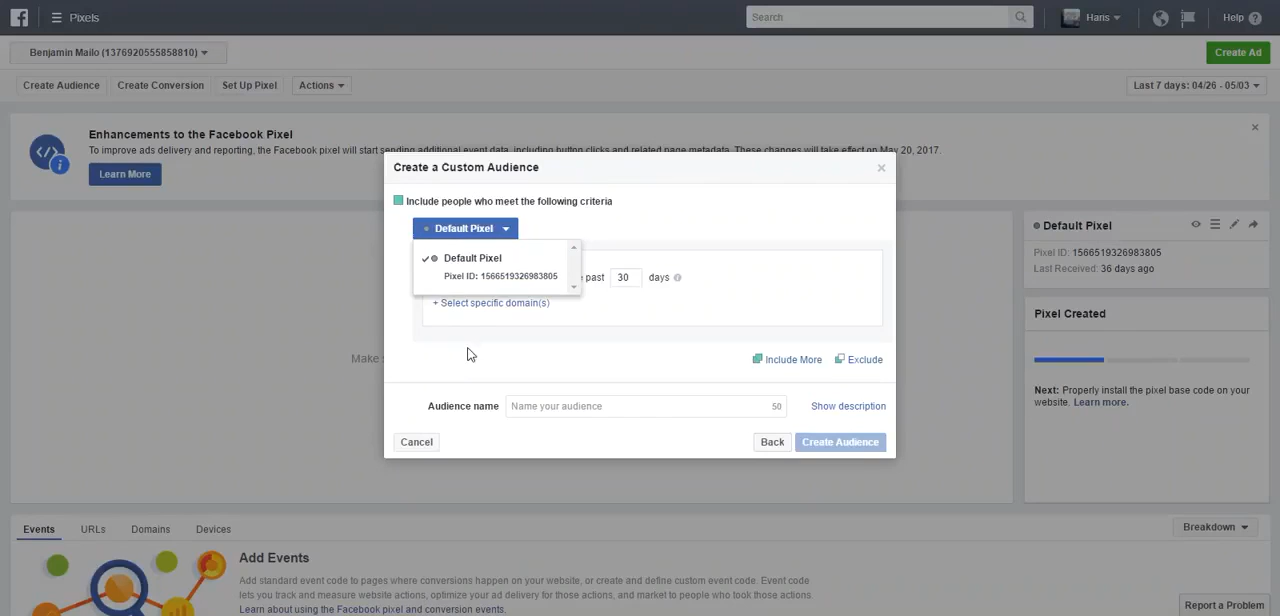 Pixels
Search
Haris
Help
Benjamin Mailo (1376920555858810)
Create Ad
Create Audience
Create Conversion
Set Up Pixel
Actions
Last 7 days: 04/26 - 05/03
Enhancements to the Facebook Pixel
To improve ads delivery and reporting, the Facebook pixel will start sending additional event data, including button clicks and related page metadata. These changes will take effect on May 20, 2017.
Learn More
Create a Custom Audience
Include people who meet the following criteria
Default Pixel
Default Pixel
Pixel ID: 1566519326983805
past 30 days
+ Select specific domain(s)
Include More
Exclude
Audience name
Name your audience
50
Show description
Cancel
Back
Create Audience
Make
Default Pixel
Pixel ID: 1566519326983805
Last Received: 36 days ago
Pixel Created
Next: Properly install the pixel base code on your
website. Learn more.
Events
URLs
Domains
Devices
Breakdown
Add Events
Add standard event code to pages where conversions happen on your website, or create and define custom event code. Event code
lets you track and measure website actions, optimize your ad delivery for those actions, and market to people who took those actions.
Learn about using the Facebook pixel and conversion events.
Report a Problem